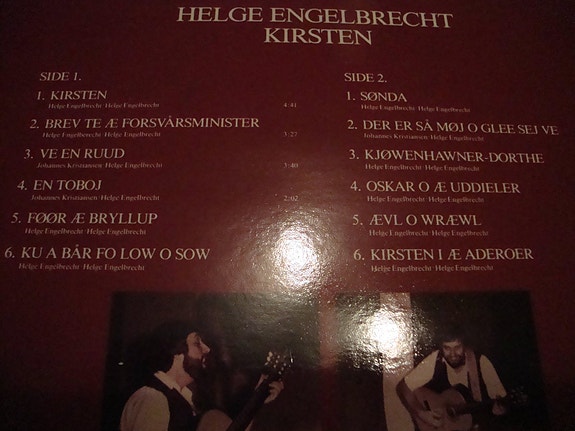 HELGE ENGELBRECHT
KIRSTEN
SIDE 1.
1. KIRSTEN
Helge Engelbrecht/Helge Engelbrecht
4:41
2. BREV TE Æ FORSVÅRSMINISTER
Helge Engelbrecht/Helge Engelbrecht
3:27
3. VE EN RUUD
Johannes Kristiansen/Helge Engelbrecht
3:40
4. EN TOBOJ
Johannes Kristiansen/Helge Engelbrecht
2:02
5. FØØR Æ BRYLLUP
Helge Engelbrecht/Helge Engelbrecht
6. KU A BÅR FO LOW O SOW
Helge Engelbrecht/Helge Engelbrecht
SIDE 2.
1. SØNDA
Helge Engelbrecht/Helge Engelbrecht
2. DER ER SÅ MØJ O GLEE SEJ VE
Johannes Kristiansen/Helge Engelbrecht
3. KJØWENHAWNER-DORTHE
Helge Engelbrecht/Helge Engelbrecht
4. OSKAR O Æ UDDIELER
Helge Engelbrecht/Helge Engelbrecht
5. ÆVL O WRÆWL
Helge Engelbrecht/Helge Engelbrecht
6. KIRSTEN I Æ ADEROER
Helge Engelbrecht/Helge Engelbrecht